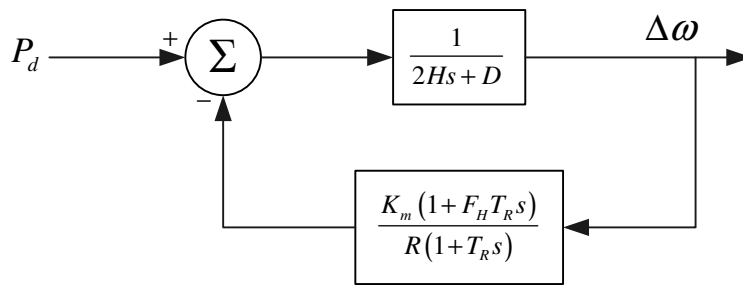 P_d
+
Σ
−
1
2Hs + D
Δω
K_m (1 + F_H T_R s)
R (1 + T_R s)